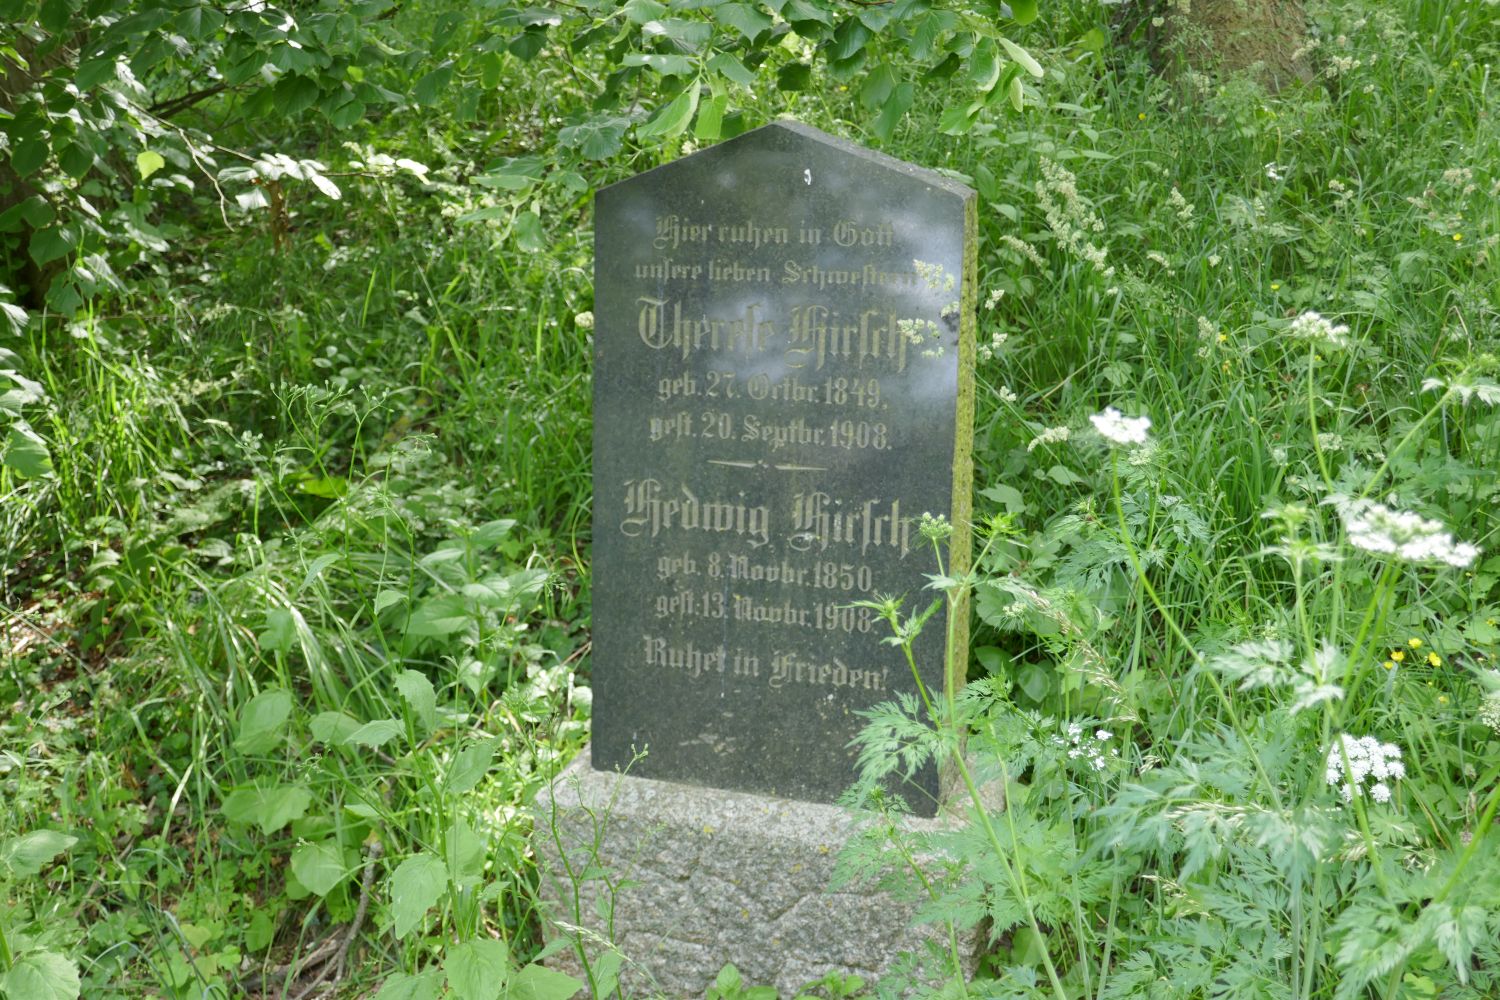 Hier ruhen in Gott
unsere lieben Schwestern
Therese Hirsch
geb. 27. Octbr. 1849.
gest. 20. Septbr. 1908.
Hedwig Hirsch
geb. 8. Novbr. 1850.
gest. 13. Novbr. 1908.
Ruhet in Frieden!